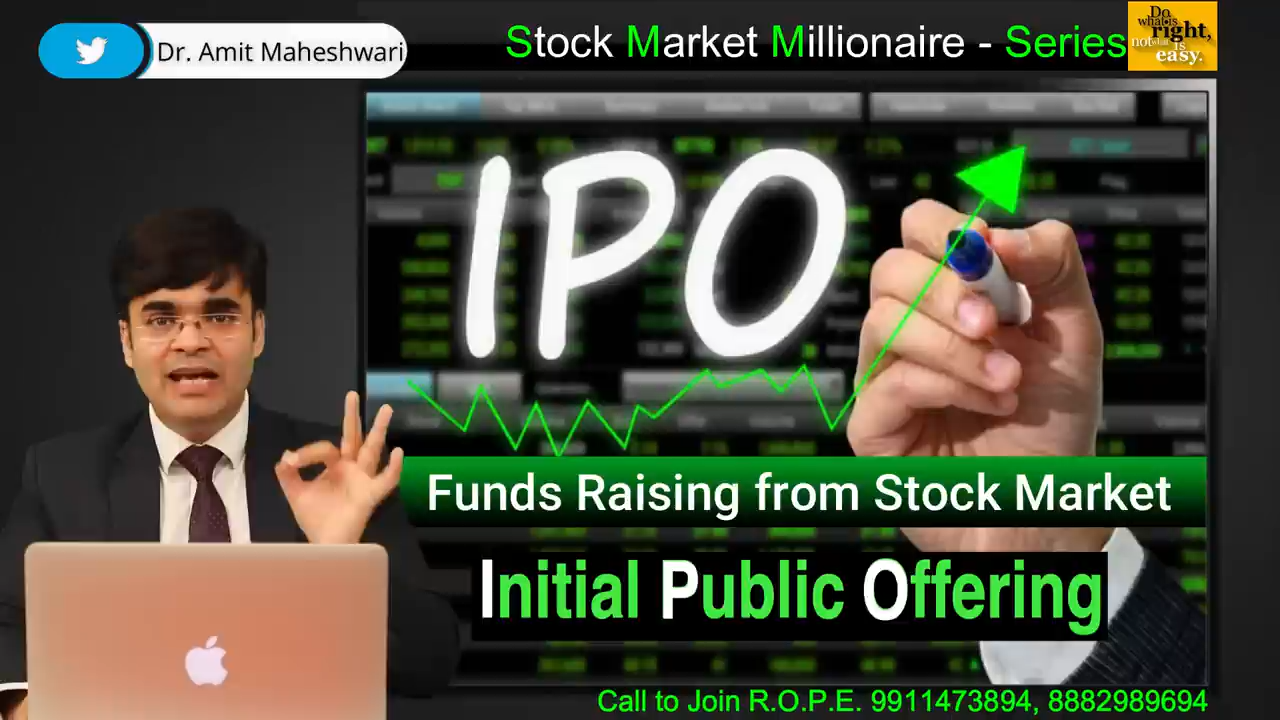 Dr. Amit Maheshwari
Stock Market Millionaire - Series
Do
what is
right,
not what is
easy.
IPO
Funds Raising from Stock Market
Initial Public Offering
Call to Join R.O.P.E. 9911473894, 8882989694